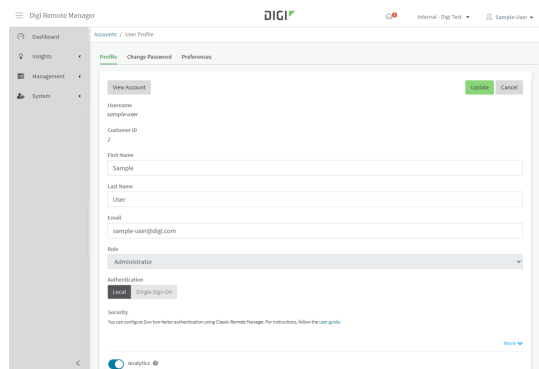 Digi Remote Manager
DIGI
Internal - Digi Test
Sample-User
Dashboard
Insights
Management
System
Accounts / User Profile
Profile Change Password Preferences
View Account
Update Cancel
Username
sample-user
Customer ID
2
First Name
Sample
Last Name
User
Email
sample-user@digi.com
Role
Administrator
Authentication
Local Single Sign-On
Security
You can configure Duo two-factor authentication using Classic Remote Manager. For instructions, follow the user guide.
More
Analytics